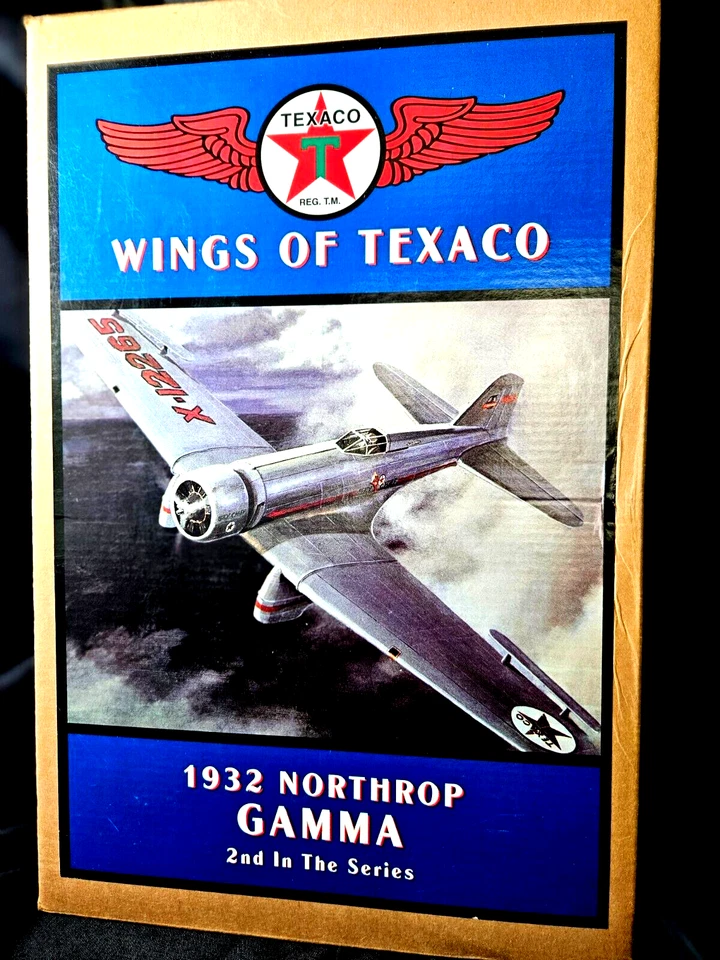 TEXACO
T
REG. T.M.
WINGS OF TEXACO
X-12265
1932 NORTHROP
GAMMA
2nd In The Series